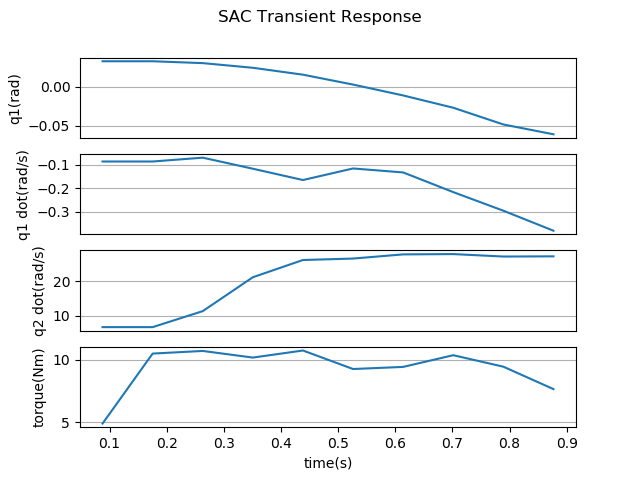 SAC Transient Response
q1(rad)
0.00
−0.05
q1 dot(rad/s)
−0.1
−0.2
−0.3
q2 dot(rad/s)
20
10
torque(Nm)
10
5
0.1 0.2 0.3 0.4 0.5 0.6 0.7 0.8 0.9
time(s)